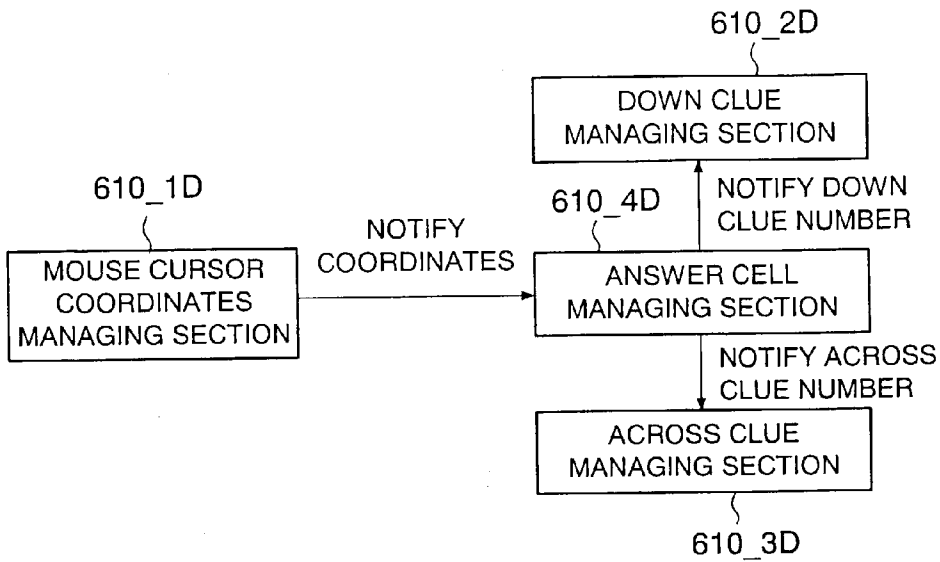 610_2D
DOWN CLUE
MANAGING SECTION
610_1D
610_4D
NOTIFY DOWN
CLUE NUMBER
NOTIFY
COORDINATES
MOUSE CURSOR
COORDINATES
MANAGING SECTION
ANSWER CELL
MANAGING SECTION
NOTIFY ACROSS
CLUE NUMBER
ACROSS CLUE
MANAGING SECTION
610_3D